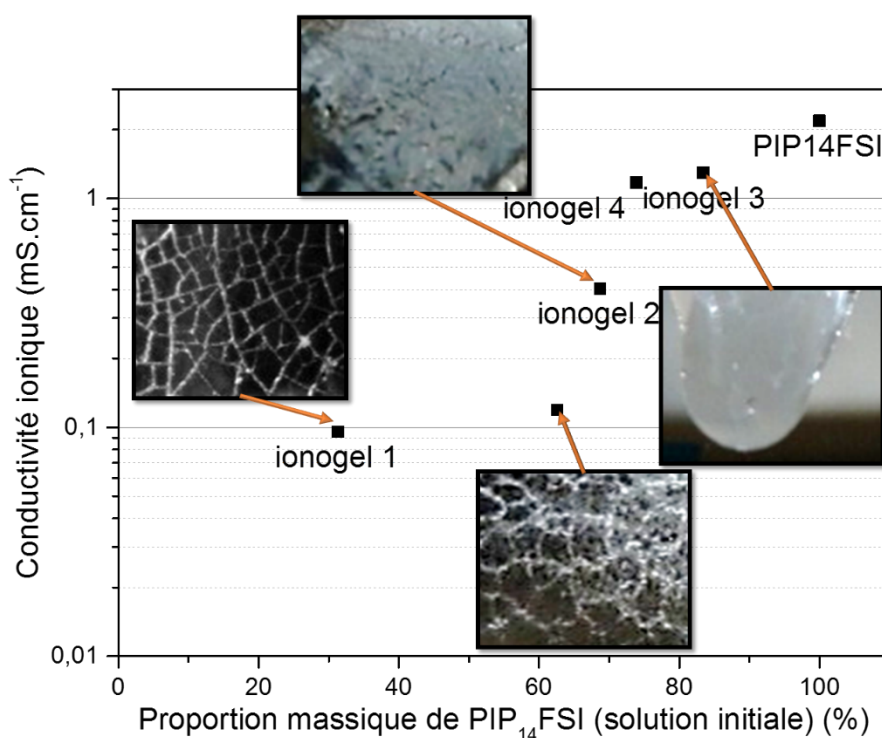 Conductivité ionique (mS.cm⁻¹)
1
0,1
0,01
PIP14FSI
ionogel 4
ionogel 3
ionogel 2
ionogel 1
0
20
40
60
80
100
Proportion massique de PIP₁₄FSI (solution initiale) (%)